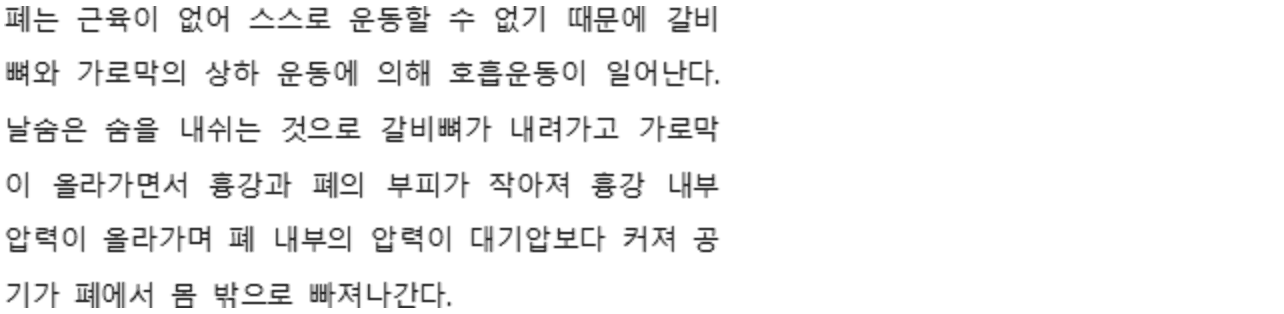 폐는 근육이 없어 스스로 운동할 수 없기 때문에 갈비
뼈와 가로막의 상하 운동에 의해 호흡운동이 일어난다.
날숨은 숨을 내쉬는 것으로 갈비뼈가 내려가고 가로막
이 올라가면서 흉강과 폐의 부피가 작아져 흉강 내부
압력이 올라가며 폐 내부의 압력이 대기압보다 커져 공
기가 폐에서 몸 밖으로 빠져나간다.